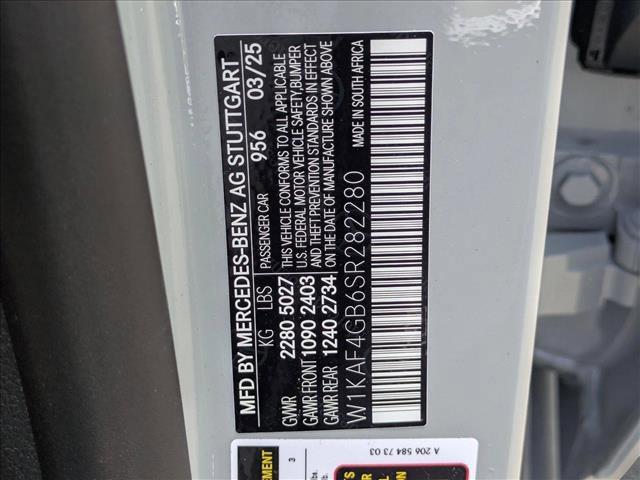 MFD BY MERCEDES-BENZ AG STUTTGART
956 03/25
KG LBS PASSENGER CAR
GVWR 2280 5027
GAWR FRONT 1090 2403
GAWR REAR 1240 2734
THIS VEHICLE CONFORMS TO ALL APPLICABLE
U.S. FEDERAL MOTOR VEHICLE SAFETY, BUMPER
AND THEFT PREVENTION STANDARDS IN EFFECT
ON THE DATE OF MANUFACTURE SHOWN ABOVE
MADE IN SOUTH AFRICA
W1KAF4GB6SR282280
A 206 584 73 03
3